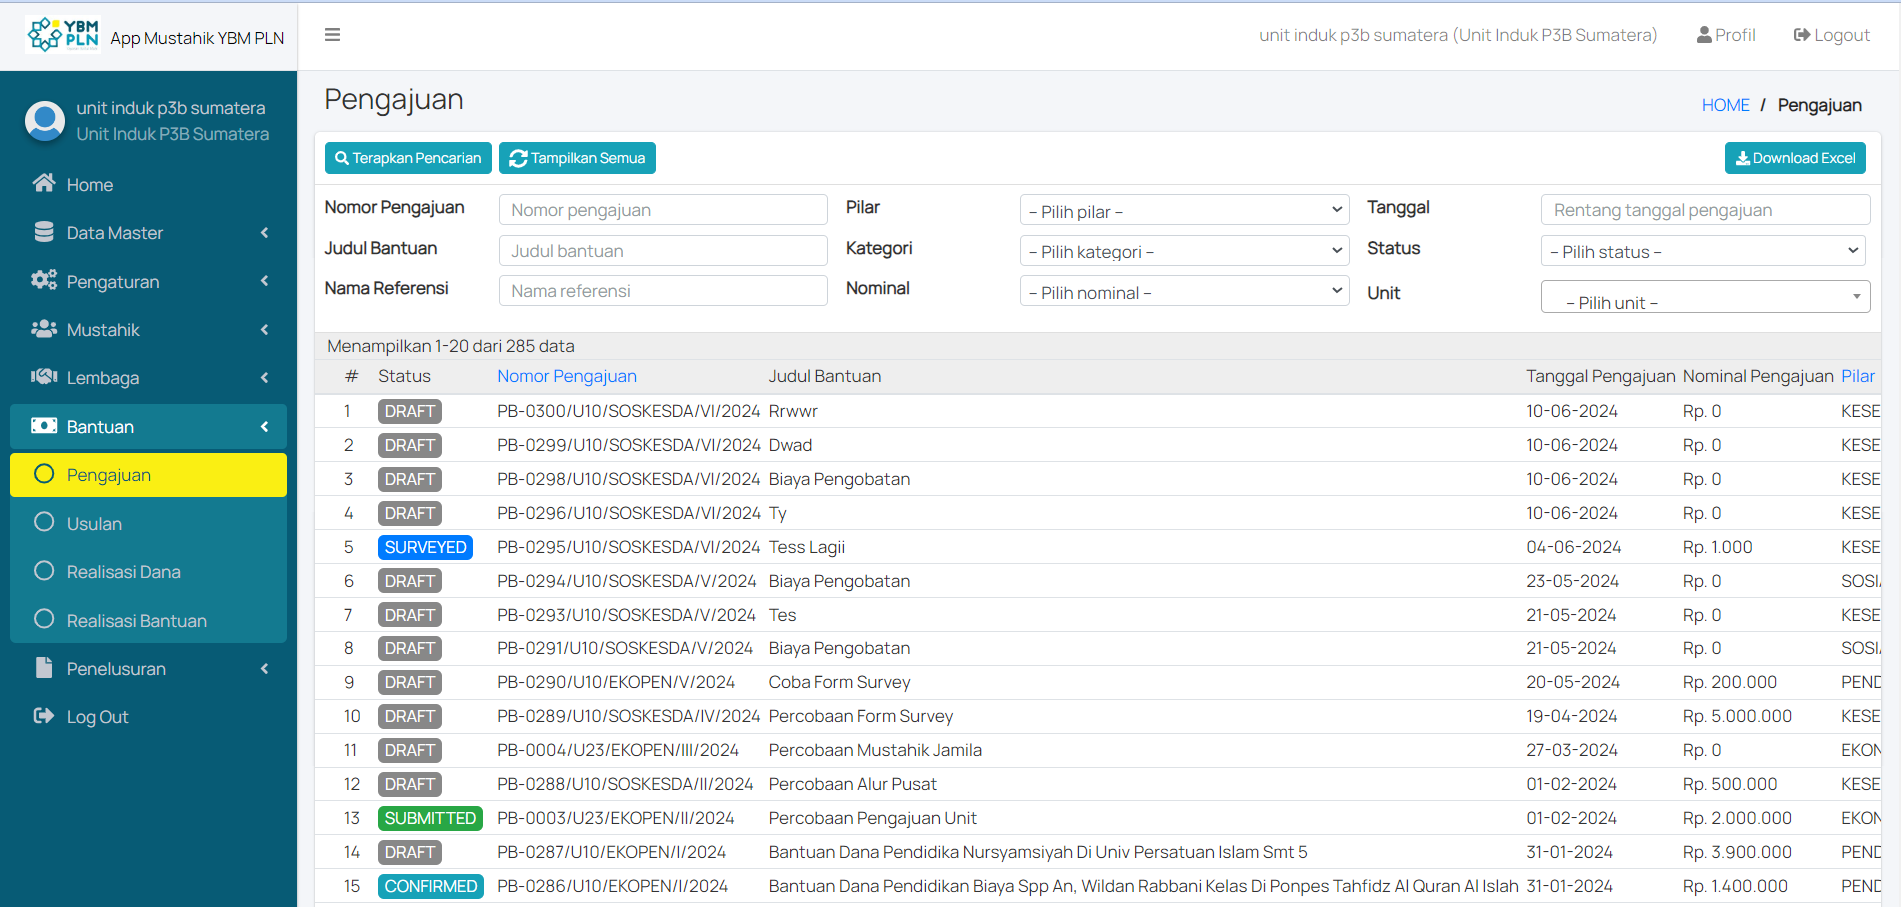 YBM
PLN
App Mustahik YBM PLN
unit induk p3b sumatera (Unit Induk P3B Sumatera)
Profil
Logout
unit induk p3b sumatera
Unit Induk P3B Sumatera
Home
Data Master
Pengaturan
Mustahik
Lembaga
Bantuan
Pengajuan
Usulan
Realisasi Dana
Realisasi Bantuan
Penelusuran
Log Out
Pengajuan
HOME / Pengajuan
Terapkan Pencarian
Tampilkan Semua
Download Excel
Nomor Pengajuan Nomor pengajuan Pilar – Pilih pilar – Tanggal Rentang tanggal pengajuan
Judul Bantuan Judul bantuan Kategori – Pilih kategori – Status – Pilih status –
Nama Referensi Nama referensi Nominal – Pilih nominal – Unit – Pilih unit –
Menampilkan 1-20 dari 285 data
# Status Nomor Pengajuan Judul Bantuan Tanggal Pengajuan Nominal Pengajuan Pilar
1 DRAFT PB-0300/U10/SOSKESDA/VI/2024 Rrwwr 10-06-2024 Rp. 0 KESE
2 DRAFT PB-0299/U10/SOSKESDA/VI/2024 Dwad 10-06-2024 Rp. 0 KESE
3 DRAFT PB-0298/U10/SOSKESDA/VI/2024 Biaya Pengobatan 10-06-2024 Rp. 0 KESE
4 DRAFT PB-0296/U10/SOSKESDA/VI/2024 Ty 10-06-2024 Rp. 0 KESE
5 SURVEYED PB-0295/U10/SOSKESDA/VI/2024 Tess Lagii 04-06-2024 Rp. 1.000 KESE
6 DRAFT PB-0294/U10/SOSKESDA/V/2024 Biaya Pengobatan 23-05-2024 Rp. 0 SOSI
7 DRAFT PB-0293/U10/SOSKESDA/V/2024 Tes 21-05-2024 Rp. 0 KESE
8 DRAFT PB-0291/U10/SOSKESDA/V/2024 Biaya Pengobatan 21-05-2024 Rp. 0 SOSI
9 DRAFT PB-0290/U10/EKOPEN/V/2024 Coba Form Survey 20-05-2024 Rp. 200.000 PEND
10 DRAFT PB-0289/U10/SOSKESDA/IV/2024 Percobaan Form Survey 19-04-2024 Rp. 5.000.000 KESE
11 DRAFT PB-0004/U23/EKOPEN/III/2024 Percobaan Mustahik Jamila 27-03-2024 Rp. 0 EKON
12 DRAFT PB-0288/U10/SOSKESDA/II/2024 Percobaan Alur Pusat 01-02-2024 Rp. 500.000 KESE
13 SUBMITTED PB-0003/U23/EKOPEN/II/2024 Percobaan Pengajuan Unit 01-02-2024 Rp. 2.000.000 EKON
14 DRAFT PB-0287/U10/EKOPEN/I/2024 Bantuan Dana Pendidika Nursyamsiyah Di Univ Persatuan Islam Smt 5 31-01-2024 Rp. 3.900.000 PEND
15 CONFIRMED PB-0286/U10/EKOPEN/I/2024 Bantuan Dana Pendidikan Biaya Spp An, Wildan Rabbani Kelas Di Ponpes Tahfidz Al Quran Al Islah 31-01-2024 Rp. 1.400.000 PEND